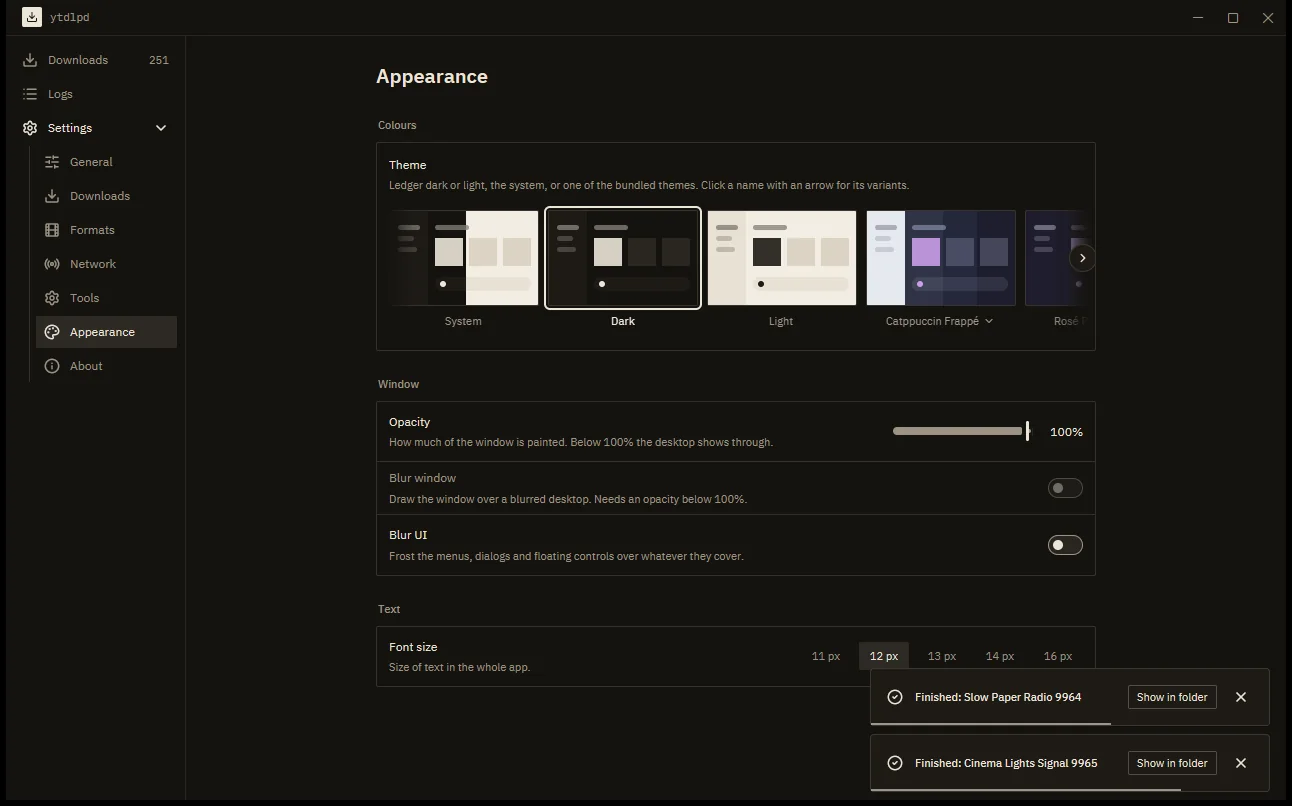 ytdlpd
Downloads 251
Logs
Settings
General
Downloads
Formats
Network
Tools
Appearance
About
Appearance
Colours
Theme
Ledger dark or light, the system, or one of the bundled themes. Click a name with an arrow for its variants.
System Dark Light Catppuccin Frappé Rosé
Window
Opacity
How much of the window is painted. Below 100% the desktop shows through.
100%
Blur window
Draw the window over a blurred desktop. Needs an opacity below 100%.
Blur UI
Frost the menus, dialogs and floating controls over whatever they cover.
Text
Font size
Size of text in the whole app.
11 px 12 px 13 px 14 px 16 px
Finished: Slow Paper Radio 9964 Show in folder
Finished: Cinema Lights Signal 9965 Show in folder